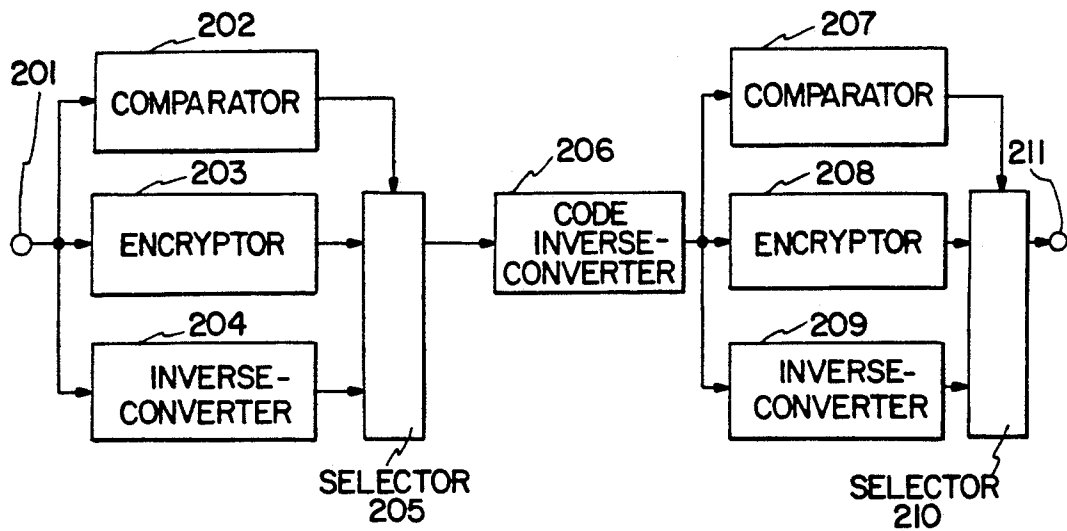 201
202
COMPARATOR
203
ENCRYPTOR
204
INVERSE-
CONVERTER
SELECTOR
205
206
CODE
INVERSE-
CONVERTER
207
COMPARATOR
208
ENCRYPTOR
209
INVERSE-
CONVERTER
SELECTOR
210
211